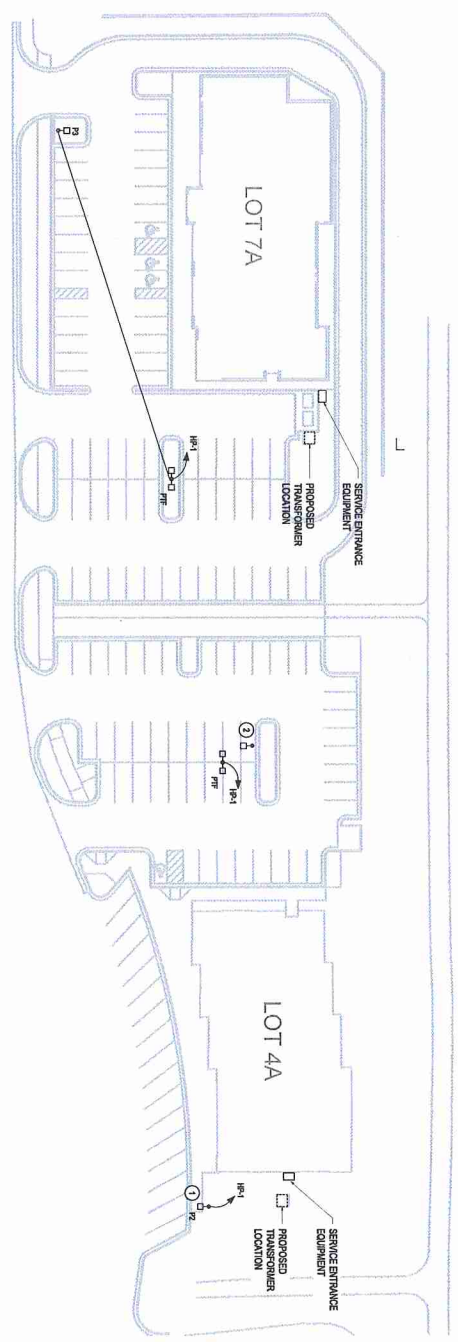 LOT 7A
P3
HP-1
PTF
SERVICE ENTRANCE
EQUIPMENT
PROPOSED
TRANSFORMER
LOCATION
2
PTF
HP-1
LOT 4A
1
P2
HP-1
SERVICE ENTRANCE
EQUIPMENT
PROPOSED
TRANSFORMER
LOCATION